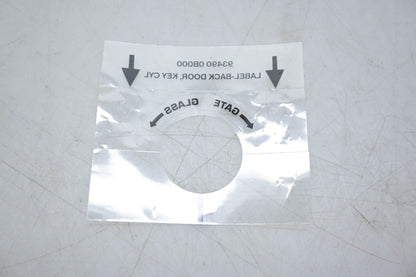 93490 0B000
LABEL-BACK DOOR, KEY CYL
GLASS GATE